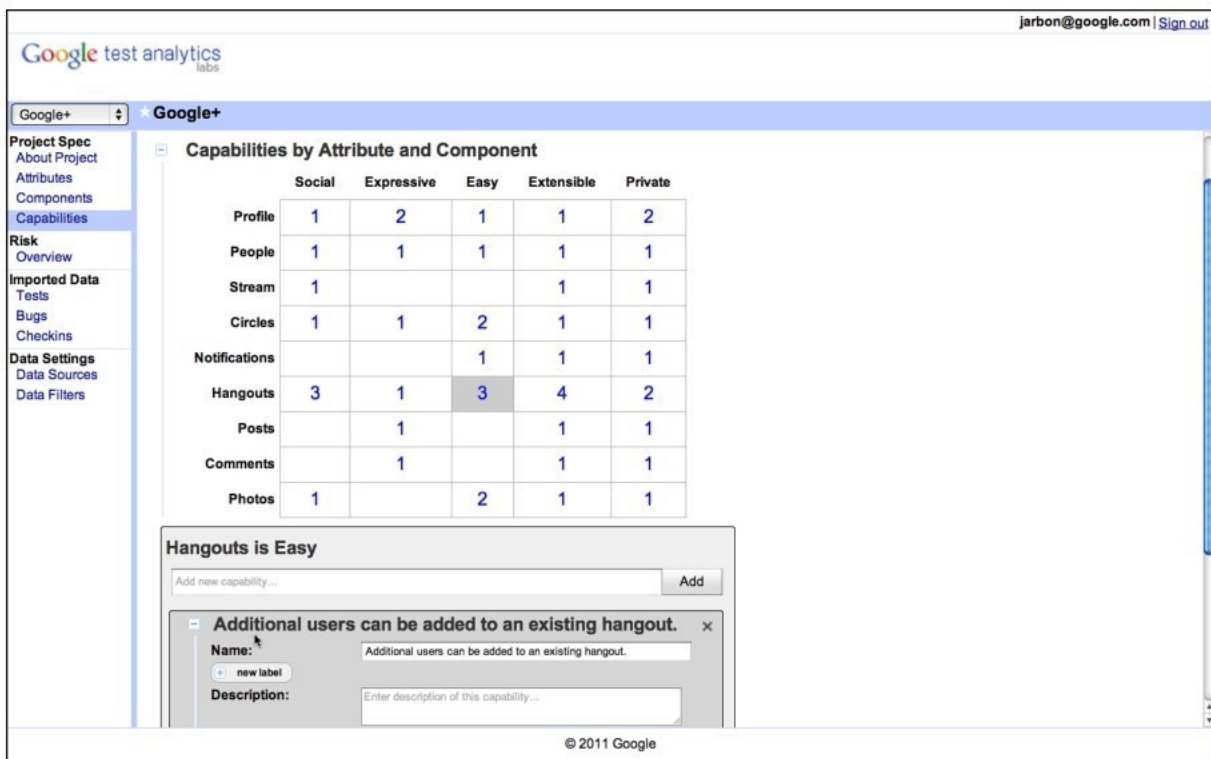 jarbon@google.com | Sign out
Google test analytics
labs
Google+
Google+
Project Spec
About Project
Attributes
Components
Capabilities
Risk
Overview
Imported Data
Tests
Bugs
Checkins
Data Settings
Data Sources
Data Filters
Capabilities by Attribute and Component
Social Expressive Easy Extensible Private
Profile 1 2 1 1 2
People 1 1 1 1 1
Stream 1 1 1
Circles 1 1 2 1 1
Notifications 1 1 1
Hangouts 3 1 3 4 2
Posts 1 1 1
Comments 1 1 1
Photos 1 2 1 1
Hangouts is Easy
Add new capability...
Add
Additional users can be added to an existing hangout. ×
Name: Additional users can be added to an existing hangout.
new label
Description: Enter description of this capability...
© 2011 Google